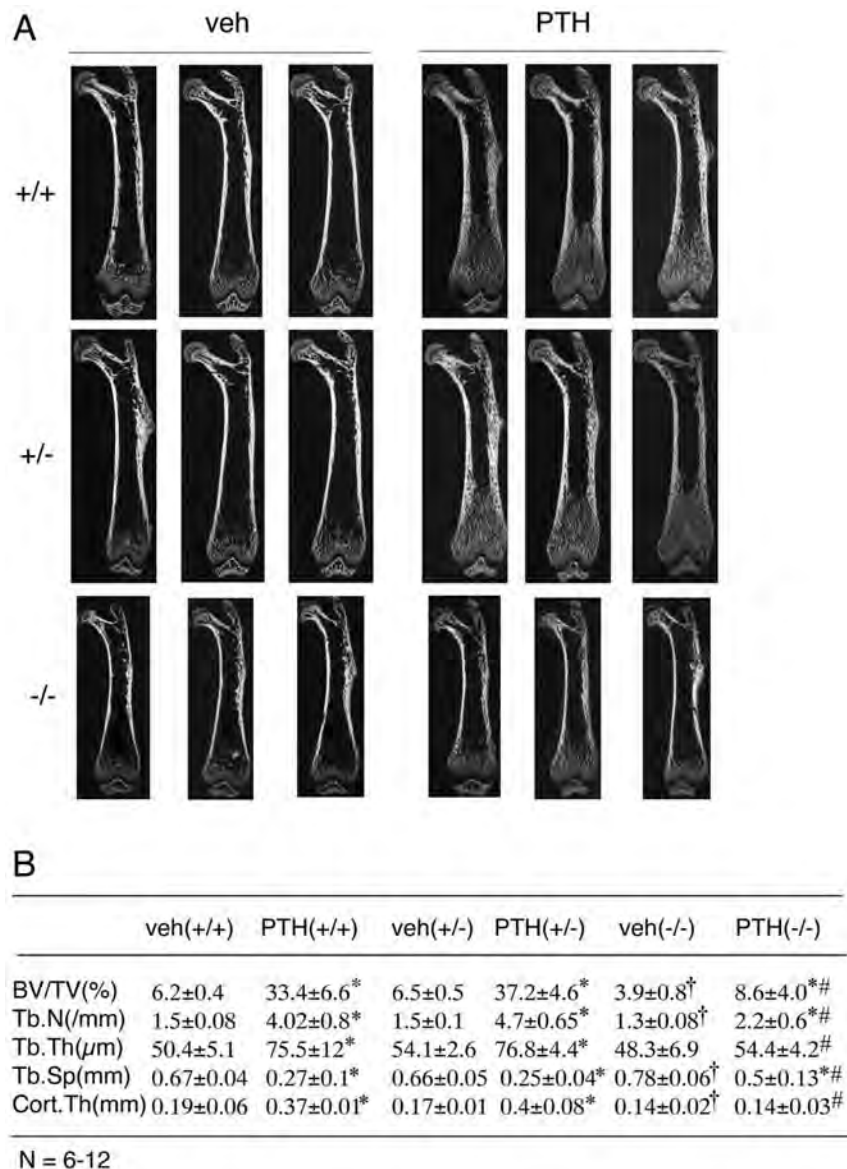 A
veh PTH
+/+
+/-
-/-
B
veh(+/+) PTH(+/+) veh(+/-) PTH(+/-) veh(-/-) PTH(-/-)
BV/TV(%) 6.2±0.4 33.4±6.6* 6.5±0.5 37.2±4.6* 3.9±0.8† 8.6±4.0*#
Tb.N(/mm) 1.5±0.08 4.02±0.8* 1.5±0.1 4.7±0.65* 1.3±0.08† 2.2±0.6*#
Tb.Th(µm) 50.4±5.1 75.5±12* 54.1±2.6 76.8±4.4* 48.3±6.9 54.4±4.2#
Tb.Sp(mm) 0.67±0.04 0.27±0.1* 0.66±0.05 0.25±0.04* 0.78±0.06† 0.5±0.13*#
Cort.Th(mm) 0.19±0.06 0.37±0.01* 0.17±0.01 0.4±0.08* 0.14±0.02† 0.14±0.03#
N = 6-12